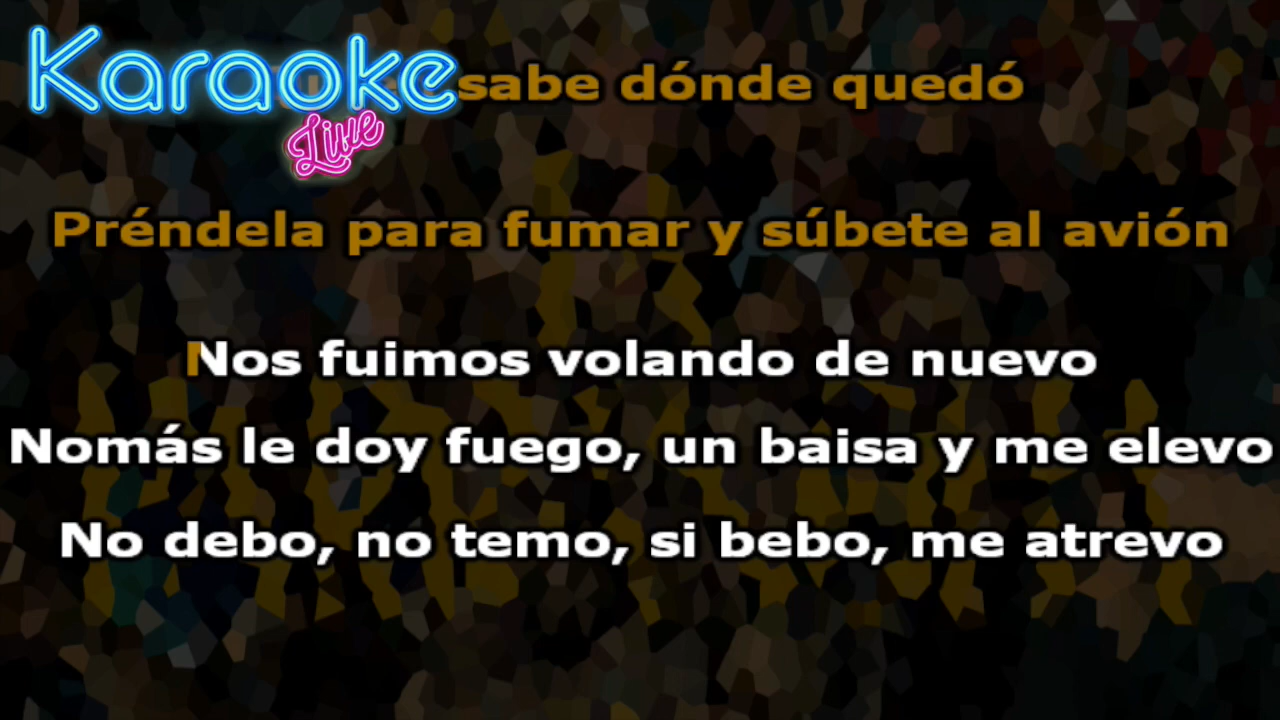 Karaoke
Live
sabe dónde quedó
Préndela para fumar y súbete al avión
Nos fuimos volando de nuevo
Nomás le doy fuego, un baisa y me elevo
No debo, no temo, si bebo, me atrevo